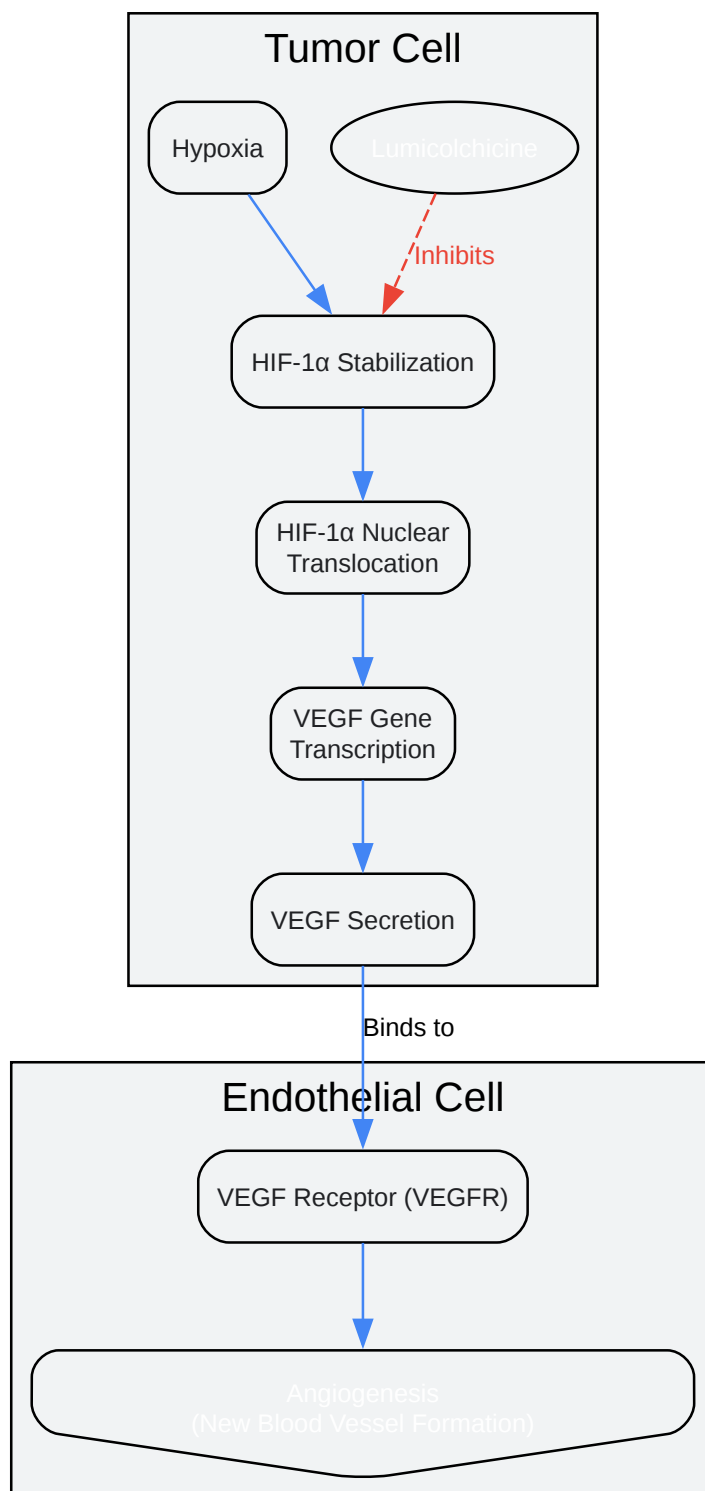 Tumor Cell
Hypoxia
Lumicolchicine
Inhibits
HIF-1α Stabilization
HIF-1α Nuclear
Translocation
VEGF Gene
Transcription
VEGF Secretion
Binds to
Endothelial Cell
VEGF Receptor (VEGFR)
Angiogenesis
(New Blood Vessel Formation)